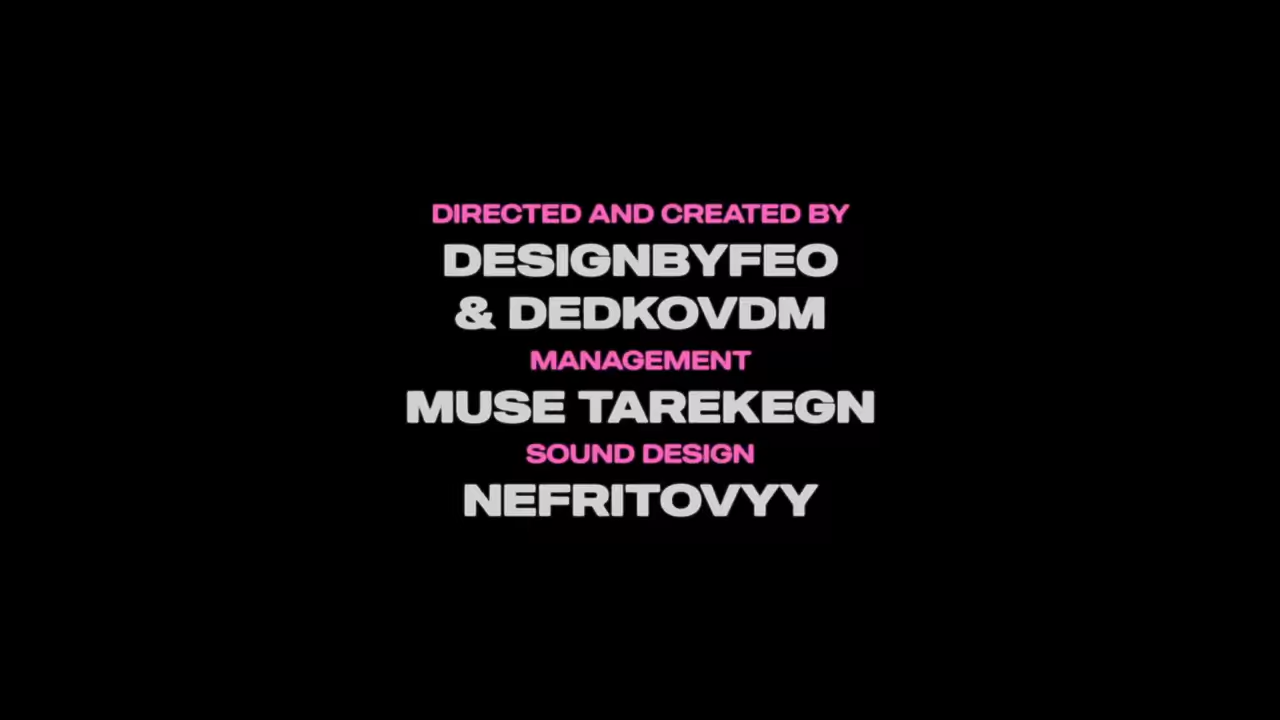 DIRECTED AND CREATED BY
DESIGNBYFEO
& DEDKOVDM
MANAGEMENT
MUSE TAREKEGN
SOUND DESIGN
NEFRITOVYY